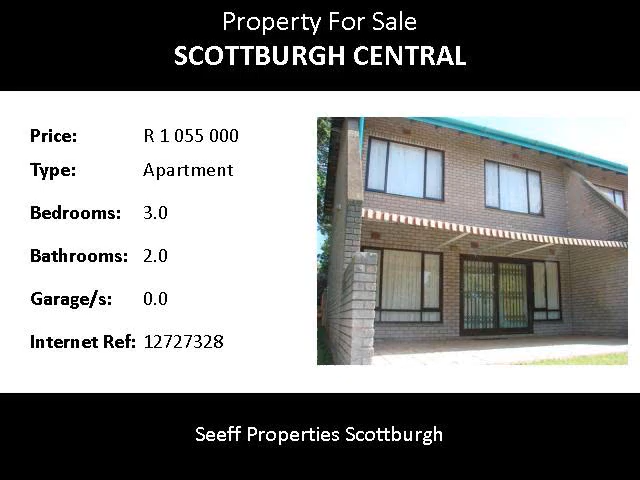 Property For Sale
SCOTTBURGH CENTRAL
Price: R 1 055 000
Type: Apartment
Bedrooms: 3.0
Bathrooms: 2.0
Garage/s: 0.0
Internet Ref: 12727328
Seeff Properties Scottburgh